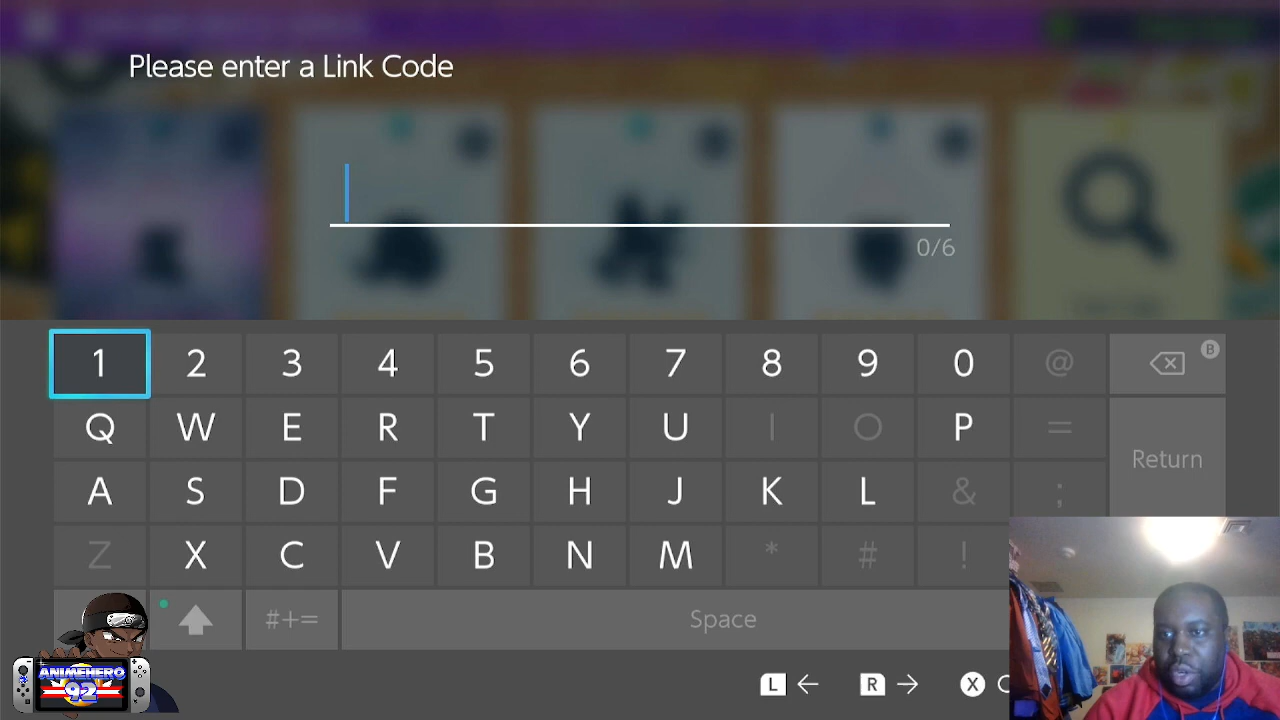 Please enter a Link Code
0/6
1 2 3 4 5 6 7 8 9 0 @ B
Q W E R T Y U I O P = Return
A S D F G H J K L & ;
Z X C V B N M * # !
#+= Space
ANIMEHERO
92
L ← R → X